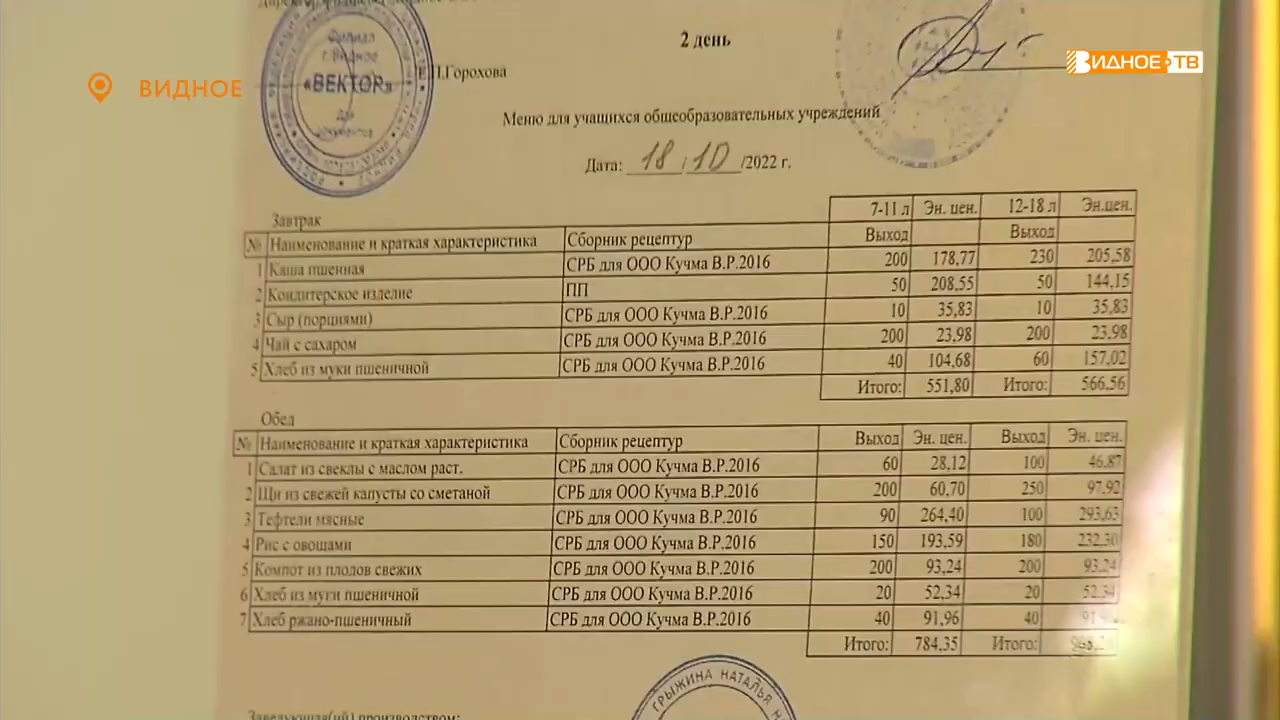 2 день
ВИДНОЕ
ВИДНОЕ ТВ
Филиал
г. Видное
«ВЕКТОР»
Для
документов
Е.П.Горохова
Меню для учащихся общеобразовательных учреждений
Дата: 18 / 10 /2022 г.
Завтрак 7-11 л Эн. цен. 12-18 л Эн.цен.
№ Наименование и краткая характеристика Сборник рецептур Выход Выход
1 Каша пшенная СРБ для ООО Кучма В.Р.2016 200 178,77 230 205,58
2 Кондитерское изделие ПП 50 208,55 50 144,15
3 Сыр (порциями) СРБ для ООО Кучма В.Р.2016 10 35,83 10 35,83
4 Чай с сахаром СРБ для ООО Кучма В.Р.2016 200 23,98 200 23,98
5 Хлеб из муки пшеничной СРБ для ООО Кучма В.Р.2016 40 104,68 60 157,02
Итого: 551,80 Итого: 566,56
Обед
№ Наименование и краткая характеристика Сборник рецептур Выход Эн. цен. Выход Эн. цен.
1 Салат из свеклы с маслом раст. СРБ для ООО Кучма В.Р.2016 60 28,12 100 46,87
2 Щи из свежей капусты со сметаной СРБ для ООО Кучма В.Р.2016 200 60,70 250 97,92
3 Тефтели мясные СРБ для ООО Кучма В.Р.2016 90 264,40 100 293,63
4 Рис с овощами СРБ для ООО Кучма В.Р.2016 150 193,59 180 232,30
5 Компот из плодов свежих СРБ для ООО Кучма В.Р.2016 200 93,24 200 93,24
6 Хлеб из муки пшеничной СРБ для ООО Кучма В.Р.2016 20 52,34 20 52,34
7 Хлеб ржано-пшеничный СРБ для ООО Кучма В.Р.2016 40 91,96 40
Итого: 784,35 Итого:
ГРЫЖИНА НАТАЛЬЯ
Заведующая(ий) производством: